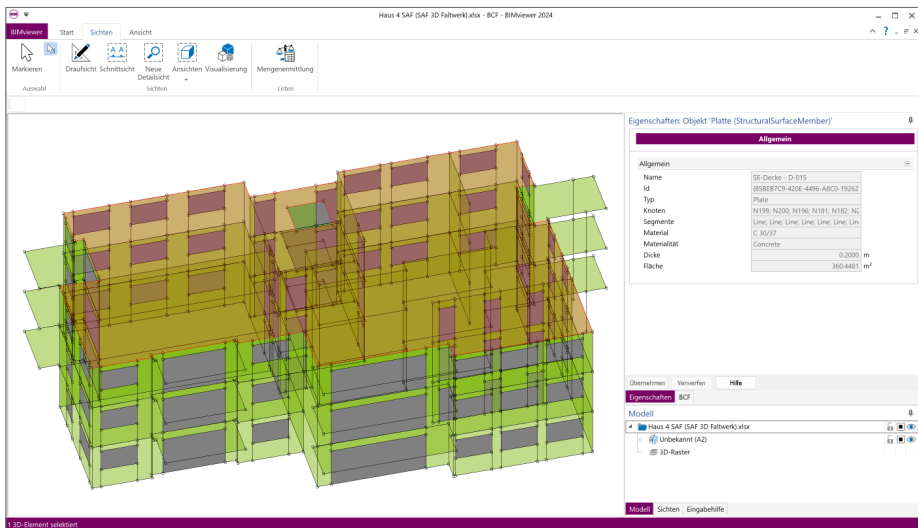 Haus 4 SAF (SAF 3D Faltwerk).xlsx - BCF - BIMviewer 2024
BIMviewer Start Sichten Ansicht
Markieren Draufsicht Schnittsicht Neue Detailsicht Ansichten Visualisierung Mengenermittlung
Auswahl Sichten Listen
Eigenschaften: Objekt 'Platte (StructuralSurfaceMember)'
Allgemein
Allgemein
Name SE-Decke - D-015
Id {85BEB7C9-420E-4496-ABC0-19262
Typ Plate
Knoten N199; N200; N196; N181; N182; N2
Segmente Line; Line; Line; Line; Line; Line; Lin
Material C 30/37
Materialität Concrete
Dicke 0.2000 m
Fläche 360.4481 m²
Übernehmen Verwerfen Hilfe
Eigenschaften BCF
Modell
Haus 4 SAF (SAF 3D Faltwerk).xlsx
Unbekannt (A2)
3D-Raster
Modell Sichten Eingabehilfe
1 3D-Element selektiert